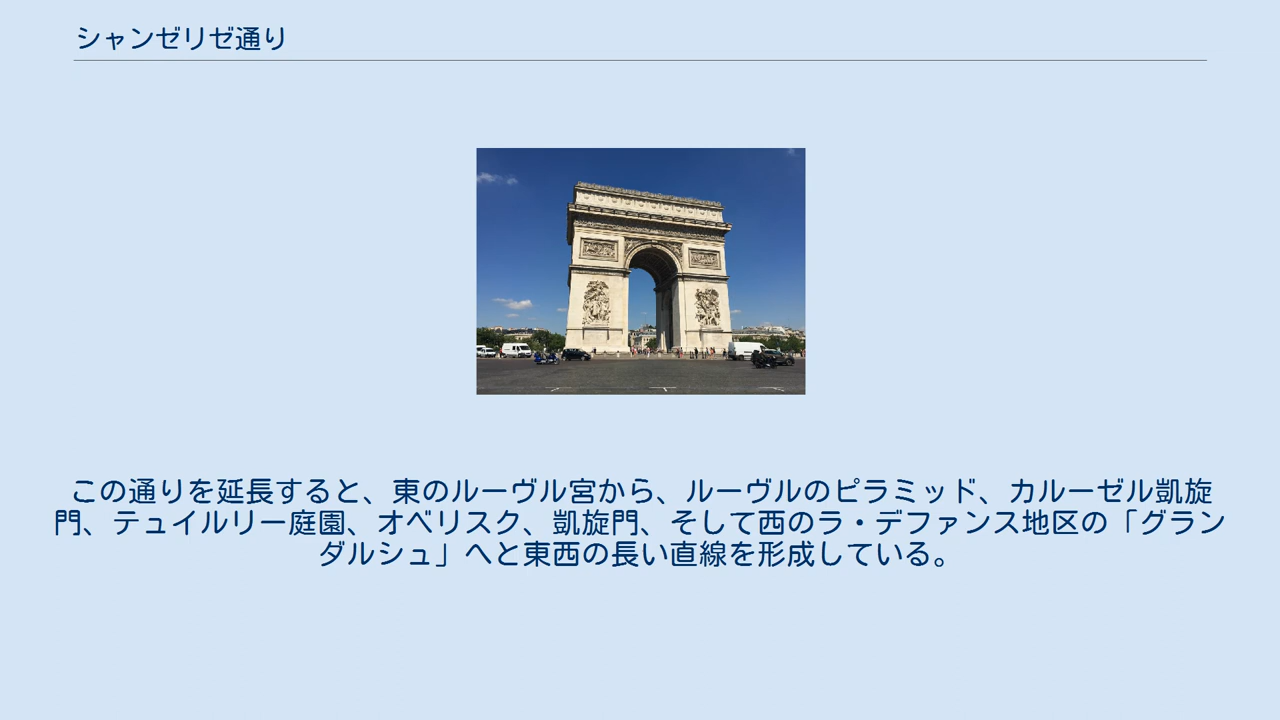 シャンゼリゼ通り
この通りを延長すると、東のルーヴル宮から、ルーヴルのピラミッド、カルーゼル凱旋
門、テュイルリー庭園、オベリスク、凱旋門、そして西のラ・デファンス地区の「グラン
ダルシュ」へと東西の長い直線を形成している。